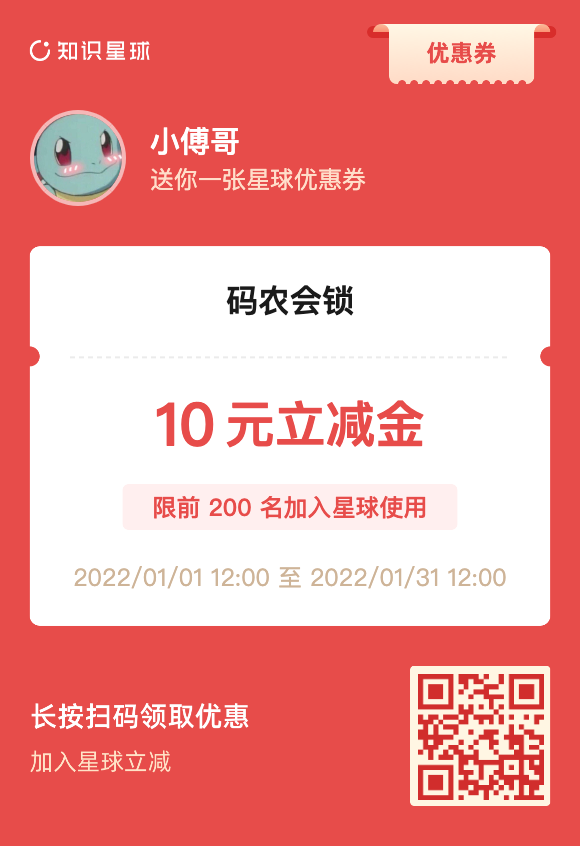 知识星球
优惠券
小傅哥
送你一张星球优惠券
码农会锁
10 元立减金
限前 200 名加入星球使用
2022/01/01 12:00 至 2022/01/31 12:00
长按扫码领取优惠
加入星球立减